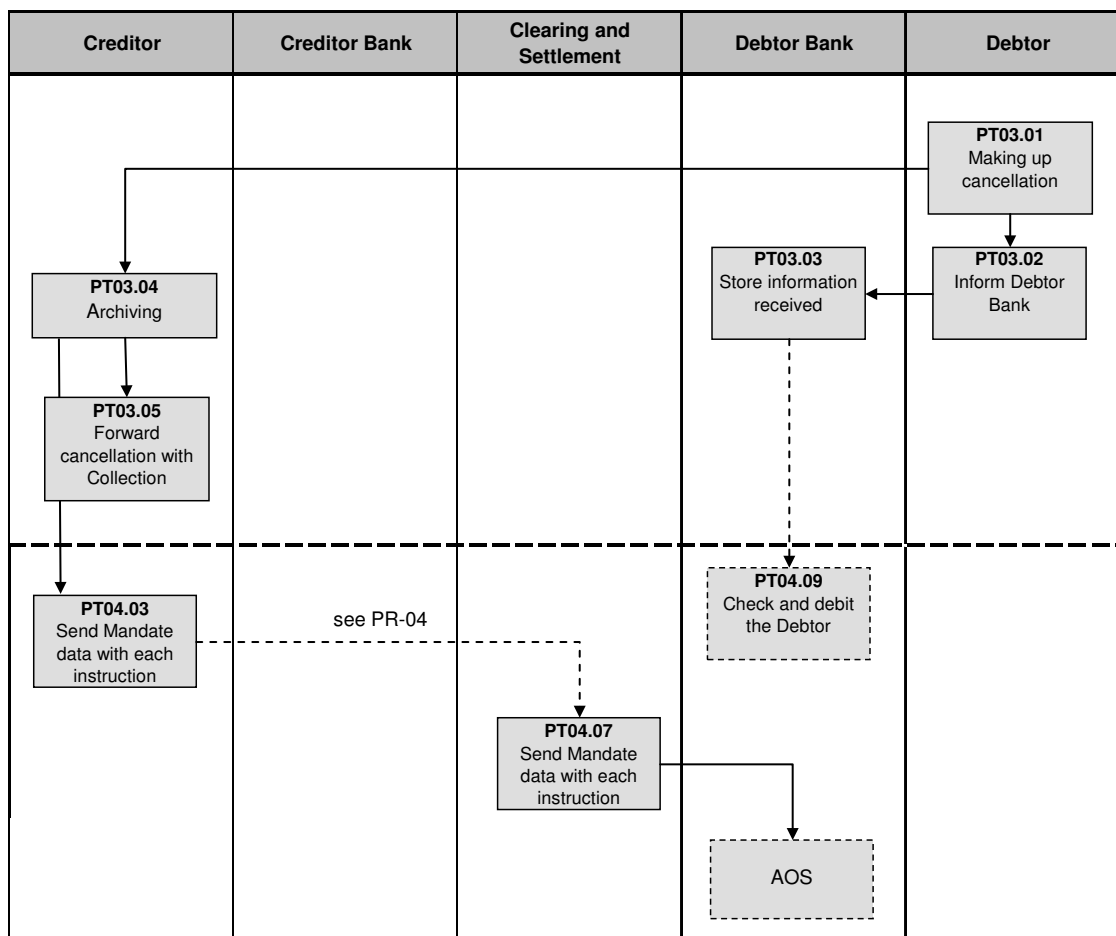 Creditor
Creditor Bank
Clearing and
Settlement
Debtor Bank
Debtor
PT03.01
Making up
cancellation
PT03.04
Archiving
PT03.03
Store information
received
PT03.02
Inform Debtor
Bank
PT03.05
Forward
cancellation with
Collection
PT04.03
Send Mandate
data with each
instruction
see PR-04
PT04.09
Check and debit
the Debtor
PT04.07
Send Mandate
data with each
instruction
AOS